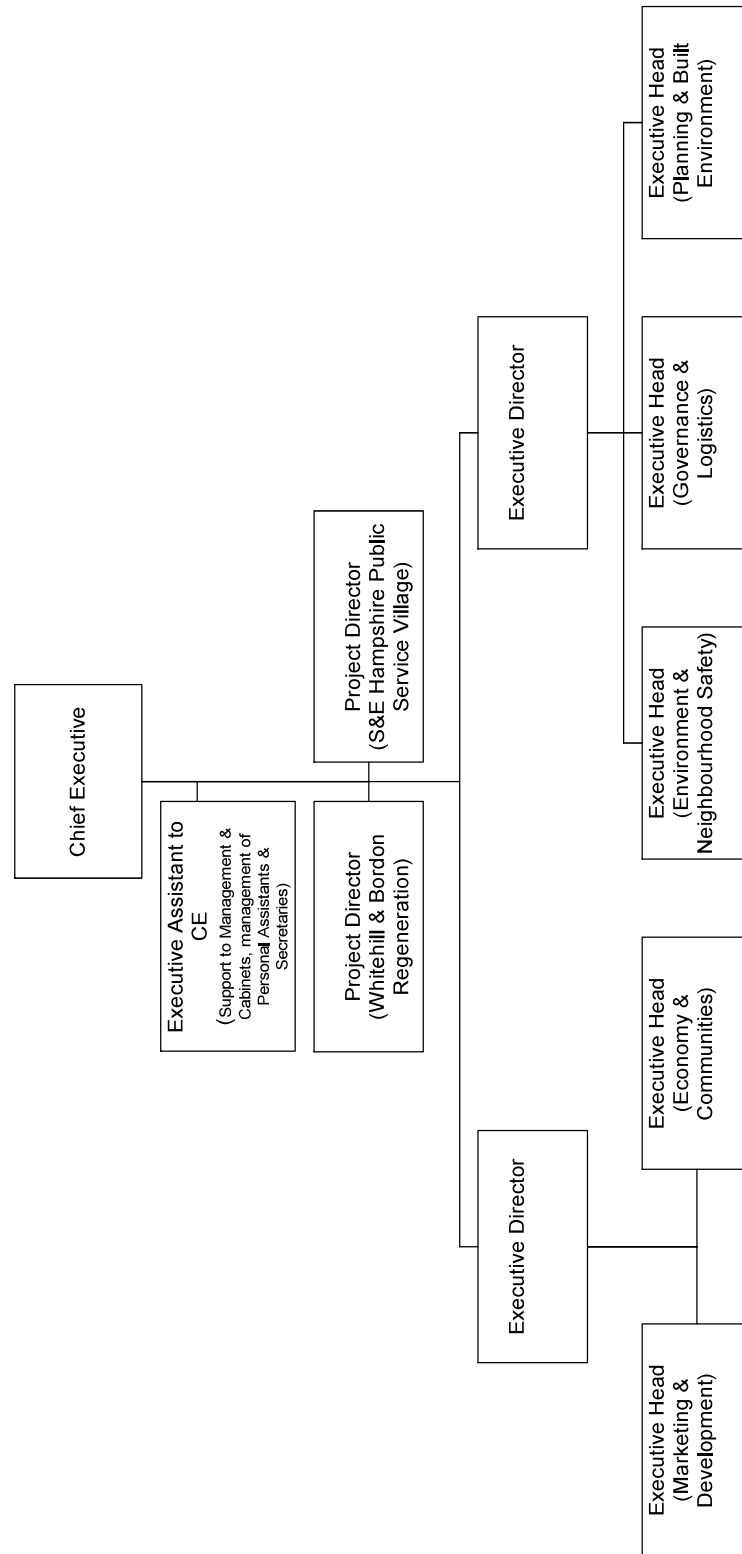 Chief Executive
Executive Assistant to
CE
(Support to Management &
Cabinets, management of
Personal Assistants &
Secretaries)
Project Director
(Whitehill & Bordon
Regeneration)
Project Director
(S&E Hampshire Public
Service Village)
Executive Director
Executive Director
Executive Head
(Marketing &
Development)
Executive Head
(Economy &
Communities)
Executive Head
(Environment &
Neighbourhood Safety)
Executive Head
(Governance &
Logistics)
Executive Head
(Planning & Built
Environment)